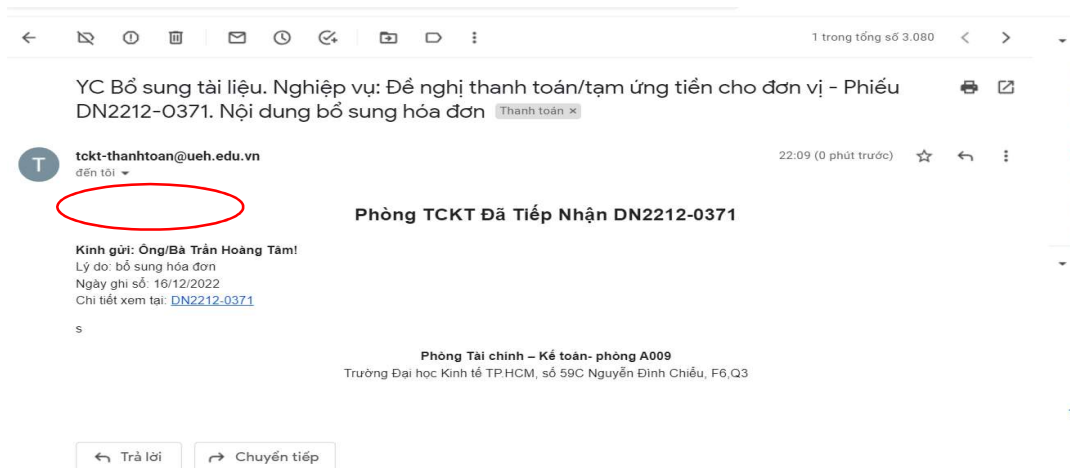 1 trong tổng số 3.080
YC Bổ sung tài liệu. Nghiệp vụ: Đề nghị thanh toán/tạm ứng tiền cho đơn vị - Phiếu
DN2212-0371. Nội dung bổ sung hóa đơn Thanh toán ×
T
tckt-thanhtoan@ueh.edu.vn
22:09 (0 phút trước)
đến tôi
Phòng TCKT Đã Tiếp Nhận DN2212-0371
Kính gửi: Ông/Bà Trần Hoàng Tâm!
Lý do: bổ sung hóa đơn
Ngày ghi sổ: 16/12/2022
Chi tiết xem tại: DN2212-0371
s
Phòng Tài chính – Kế toán- phòng A009
Trường Đại học Kinh tế TP.HCM, số 59C Nguyễn Đình Chiểu, F6,Q3
Trả lời
Chuyển tiếp